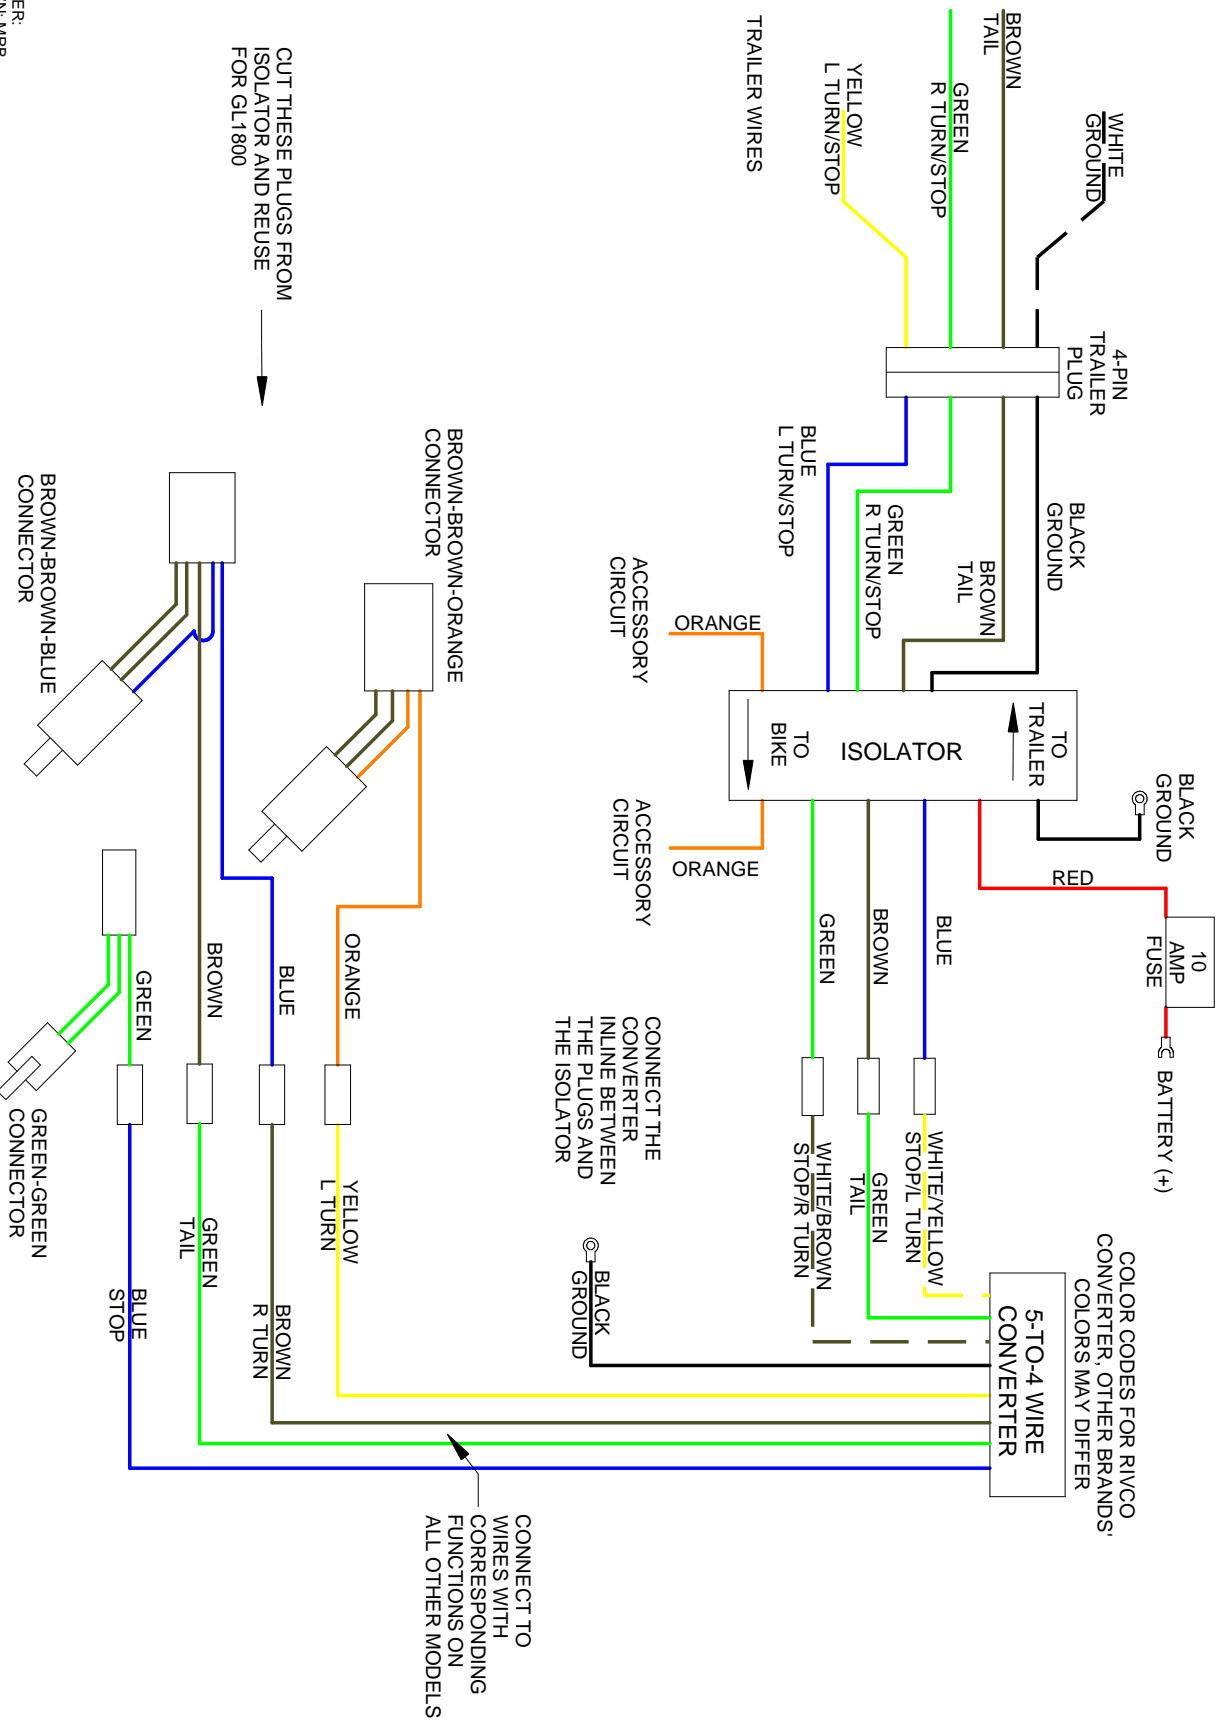 BROWN
TAIL
WHITE
GROUND
GREEN
R TURN/STOP
YELLOW
L TURN/STOP
TRAILER WIRES
4-PIN
TRAILER
PLUG
BLACK
GROUND
BROWN
TAIL
GREEN
R TURN/STOP
BLUE
L TURN/STOP
ACCESSORY
CIRCUIT
ORANGE
TO
TRAILER
ISOLATOR
TO
BIKE
ACCESSORY
CIRCUIT
ORANGE
BLACK
GROUND
RED
10
AMP
FUSE
BATTERY (+)
BLUE
BROWN
GREEN
WHITE/YELLOW
STOP/L TURN
GREEN
TAIL
WHITE/BROWN
STOP/R TURN
BLACK
GROUND
CONNECT THE
CONVERTER
INLINE BETWEEN
THE PLUGS AND
THE ISOLATOR
COLOR CODES FOR RIVCO
CONVERTER, OTHER BRANDS'
COLORS MAY DIFFER
5-TO-4 WIRE
CONVERTER
CUT THESE PLUGS FROM
ISOLATOR AND REUSE
FOR GL1800
BROWN-BROWN-ORANGE
CONNECTOR
BROWN-BROWN-BLUE
CONNECTOR
GREEN-GREEN
CONNECTOR
ORANGE
BLUE
BROWN
GREEN
YELLOW
L TURN
BROWN
R TURN
GREEN
TAIL
BLUE
STOP
CONNECT TO
WIRES WITH
CORRESPONDING
FUNCTIONS ON
ALL OTHER MODELS
ER: